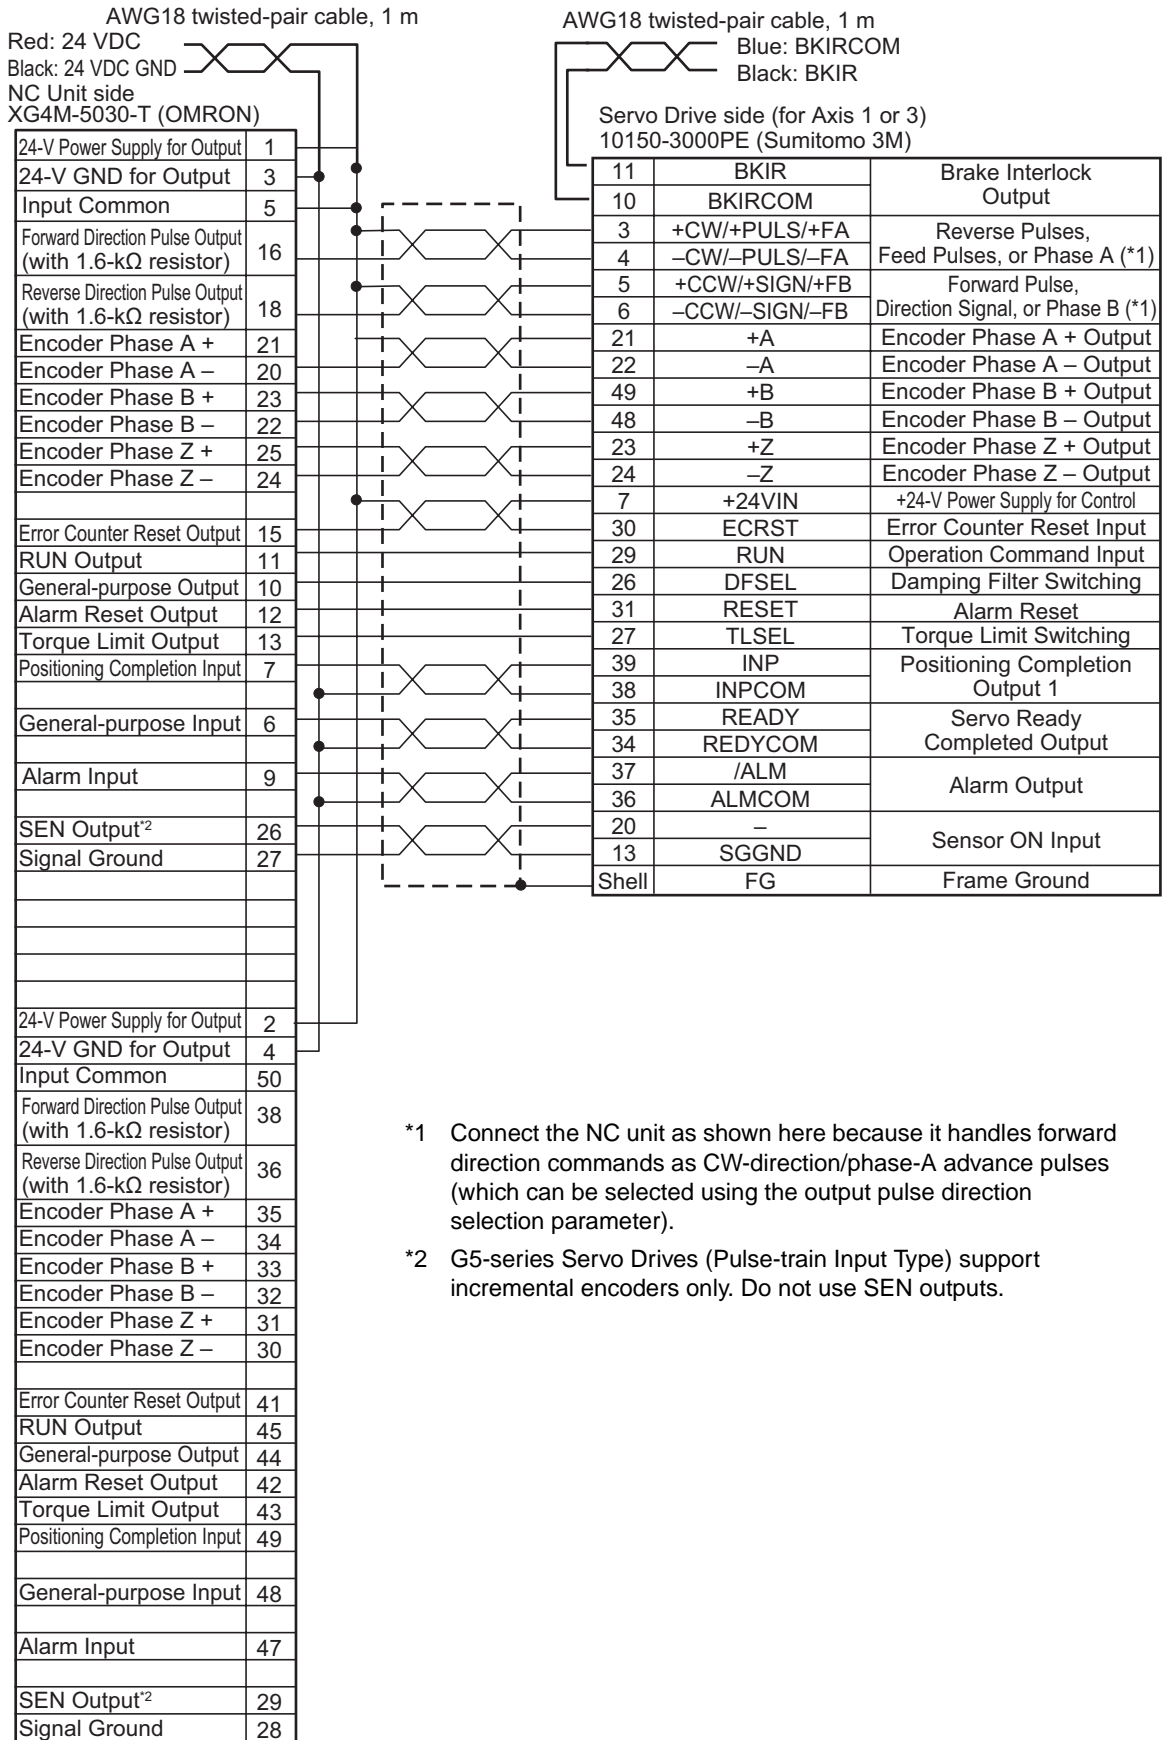 AWG18 twisted-pair cable, 1 m
Red: 24 VDC
Black: 24 VDC GND
NC Unit side
XG4M-5030-T (OMRON)
24-V Power Supply for Output 1
24-V GND for Output 3
Input Common 5
Forward Direction Pulse Output
(with 1.6-kΩ resistor) 16
Reverse Direction Pulse Output
(with 1.6-kΩ resistor) 18
Encoder Phase A + 21
Encoder Phase A – 20
Encoder Phase B + 23
Encoder Phase B – 22
Encoder Phase Z + 25
Encoder Phase Z – 24
Error Counter Reset Output 15
RUN Output 11
General-purpose Output 10
Alarm Reset Output 12
Torque Limit Output 13
Positioning Completion Input 7
General-purpose Input 6
Alarm Input 9
SEN Output*2 26
Signal Ground 27
24-V Power Supply for Output 2
24-V GND for Output 4
Input Common 50
Forward Direction Pulse Output
(with 1.6-kΩ resistor) 38
Reverse Direction Pulse Output
(with 1.6-kΩ resistor) 36
Encoder Phase A + 35
Encoder Phase A – 34
Encoder Phase B + 33
Encoder Phase B – 32
Encoder Phase Z + 31
Encoder Phase Z – 30
Error Counter Reset Output 41
RUN Output 45
General-purpose Output 44
Alarm Reset Output 42
Torque Limit Output 43
Positioning Completion Input 49
General-purpose Input 48
Alarm Input 47
SEN Output*2 29
Signal Ground 28
AWG18 twisted-pair cable, 1 m
Blue: BKIRCOM
Black: BKIR
Servo Drive side (for Axis 1 or 3)
10150-3000PE (Sumitomo 3M)
11 BKIR Brake Interlock
10 BKIRCOM Output
3 +CW/+PULS/+FA Reverse Pulses,
4 –CW/–PULS/–FA Feed Pulses, or Phase A (*1)
5 +CCW/+SIGN/+FB Forward Pulse,
6 –CCW/–SIGN/–FB Direction Signal, or Phase B (*1)
21 +A Encoder Phase A + Output
22 –A Encoder Phase A – Output
49 +B Encoder Phase B + Output
48 –B Encoder Phase B – Output
23 +Z Encoder Phase Z + Output
24 –Z Encoder Phase Z – Output
7 +24VIN +24-V Power Supply for Control
30 ECRST Error Counter Reset Input
29 RUN Operation Command Input
26 DFSEL Damping Filter Switching
31 RESET Alarm Reset
27 TLSEL Torque Limit Switching
39 INP Positioning Completion
38 INPCOM Output 1
35 READY Servo Ready
34 REDYCOM Completed Output
37 /ALM Alarm Output
36 ALMCOM
20 – Sensor ON Input
13 SGGND
Shell FG Frame Ground
*1 Connect the NC unit as shown here because it handles forward
direction commands as CW-direction/phase-A advance pulses
(which can be selected using the output pulse direction
selection parameter).
*2 G5-series Servo Drives (Pulse-train Input Type) support
incremental encoders only. Do not use SEN outputs.